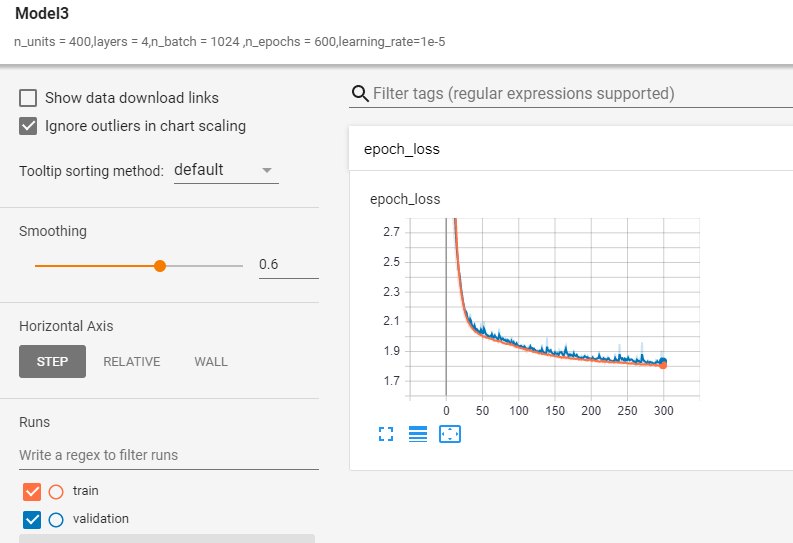 Model3
n_units = 400,layers = 4,n_batch = 1024 ,n_epochs = 600,learning_rate=1e-5
Show data download links
Ignore outliers in chart scaling
Tooltip sorting method: default
Smoothing
0.6
Horizontal Axis
STEP RELATIVE WALL
Runs
Write a regex to filter runs
train
validation
Filter tags (regular expressions supported)
epoch_loss
epoch_loss
2.7
2.5
2.3
2.1
1.9
1.7
0 50 100 150 200 250 300